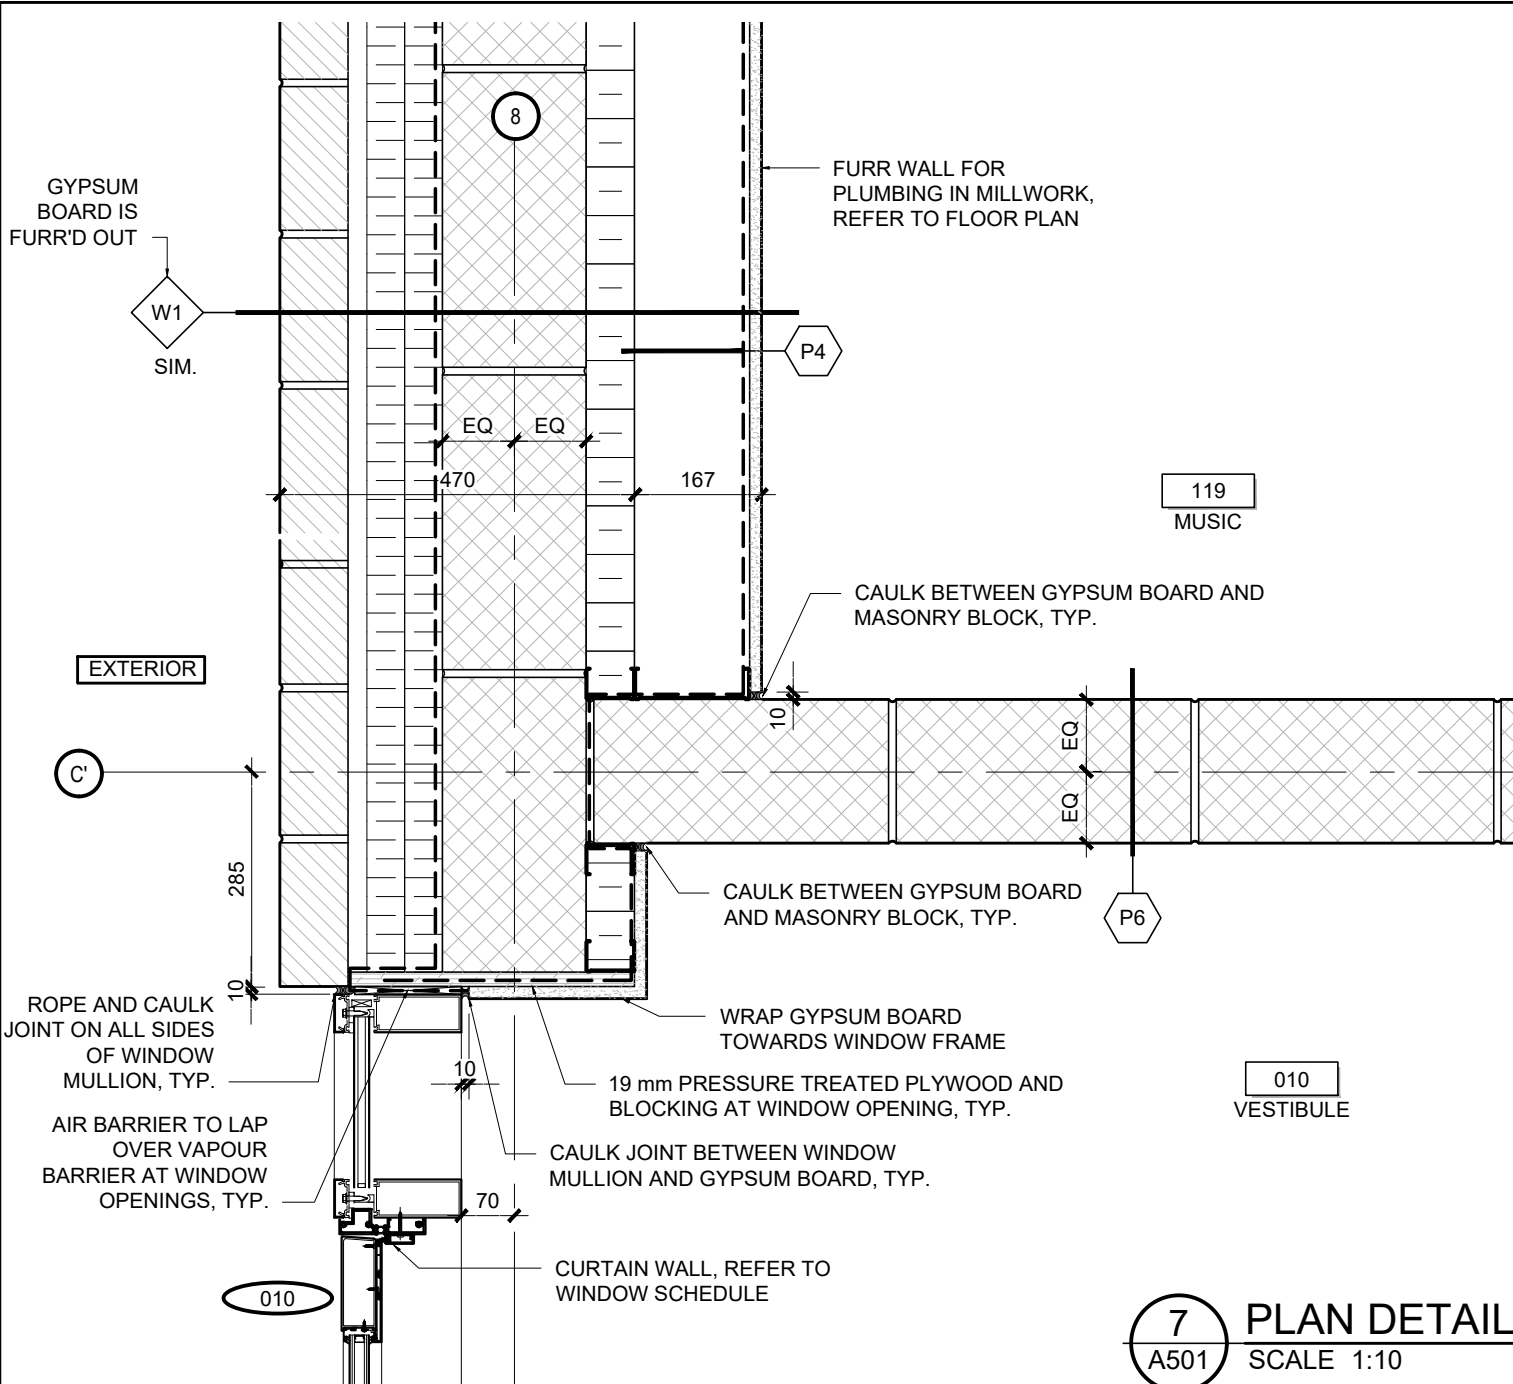 8
FURR WALL FOR
PLUMBING IN MILLWORK,
REFER TO FLOOR PLAN
GYPSUM
BOARD IS
FURR'D OUT
W1
SIM.
P4
EQ
EQ
470
167
119
MUSIC
CAULK BETWEEN GYPSUM BOARD AND
MASONRY BLOCK, TYP.
EXTERIOR
10
EQ
EQ
C'
285
10
CAULK BETWEEN GYPSUM BOARD
AND MASONRY BLOCK, TYP.
P6
ROPE AND CAULK
JOINT ON ALL SIDES
OF WINDOW
MULLION, TYP.
WRAP GYPSUM BOARD
TOWARDS WINDOW FRAME
10
19 mm PRESSURE TREATED PLYWOOD AND
BLOCKING AT WINDOW OPENING, TYP.
010
VESTIBULE
AIR BARRIER TO LAP
OVER VAPOUR
BARRIER AT WINDOW
OPENINGS, TYP.
CAULK JOINT BETWEEN WINDOW
MULLION AND GYPSUM BOARD, TYP.
70
CURTAIN WALL, REFER TO
WINDOW SCHEDULE
010
7
A501
PLAN DETAIL
SCALE 1:10